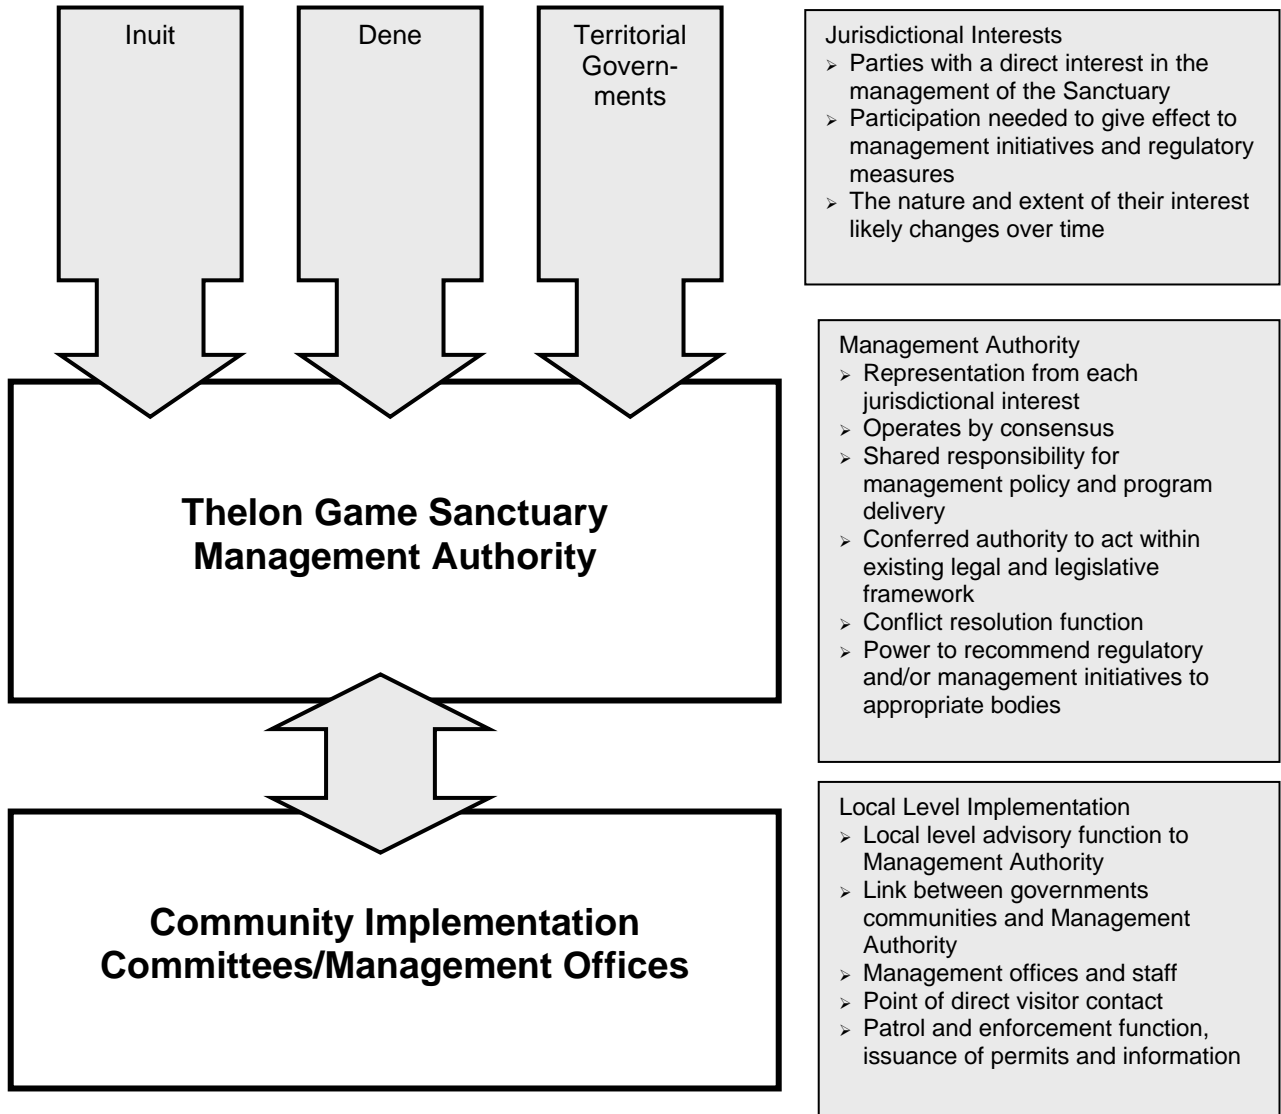 Inuit
Dene
Territorial
Govern-
ments
Jurisdictional Interests
➢ Parties with a direct interest in the
management of the Sanctuary
➢ Participation needed to give effect to
management initiatives and regulatory
measures
➢ The nature and extent of their interest
likely changes over time
Thelon Game Sanctuary
Management Authority
Management Authority
➢ Representation from each
jurisdictional interest
➢ Operates by consensus
➢ Shared responsibility for
management policy and program
delivery
➢ Conferred authority to act within
existing legal and legislative
framework
➢ Conflict resolution function
➢ Power to recommend regulatory
and/or management initiatives to
appropriate bodies
Community Implementation
Committees/Management Offices
Local Level Implementation
➢ Local level advisory function to
Management Authority
➢ Link between governments
communities and Management
Authority
➢ Management offices and staff
➢ Point of direct visitor contact
➢ Patrol and enforcement function,
issuance of permits and information